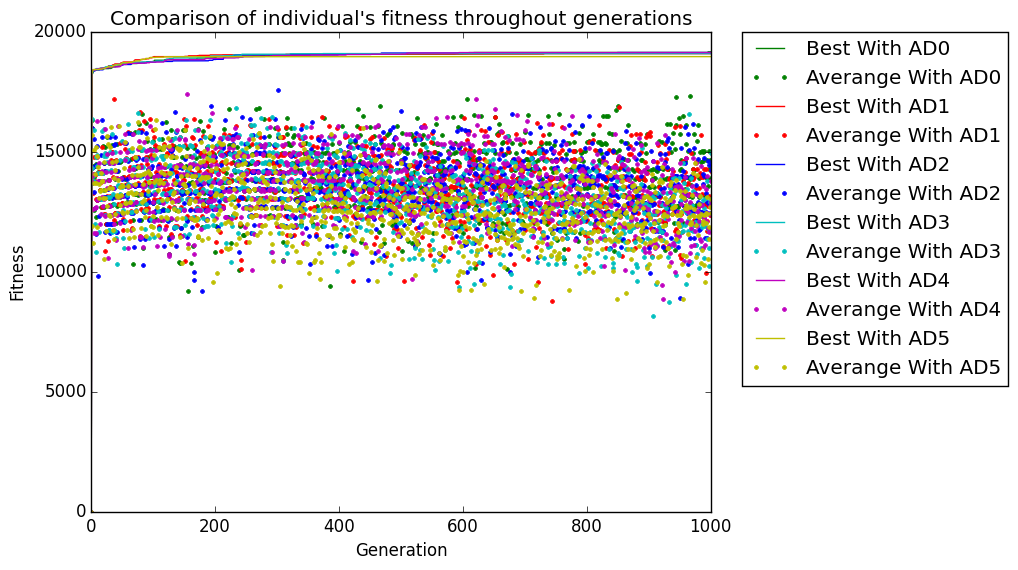 Comparison of individual's fitness throughout generations
20000
15000
10000
5000
0
Fitness
0 200 400 600 800 1000
Generation
Best With AD0
Averange With AD0
Best With AD1
Averange With AD1
Best With AD2
Averange With AD2
Best With AD3
Averange With AD3
Best With AD4
Averange With AD4
Best With AD5
Averange With AD5